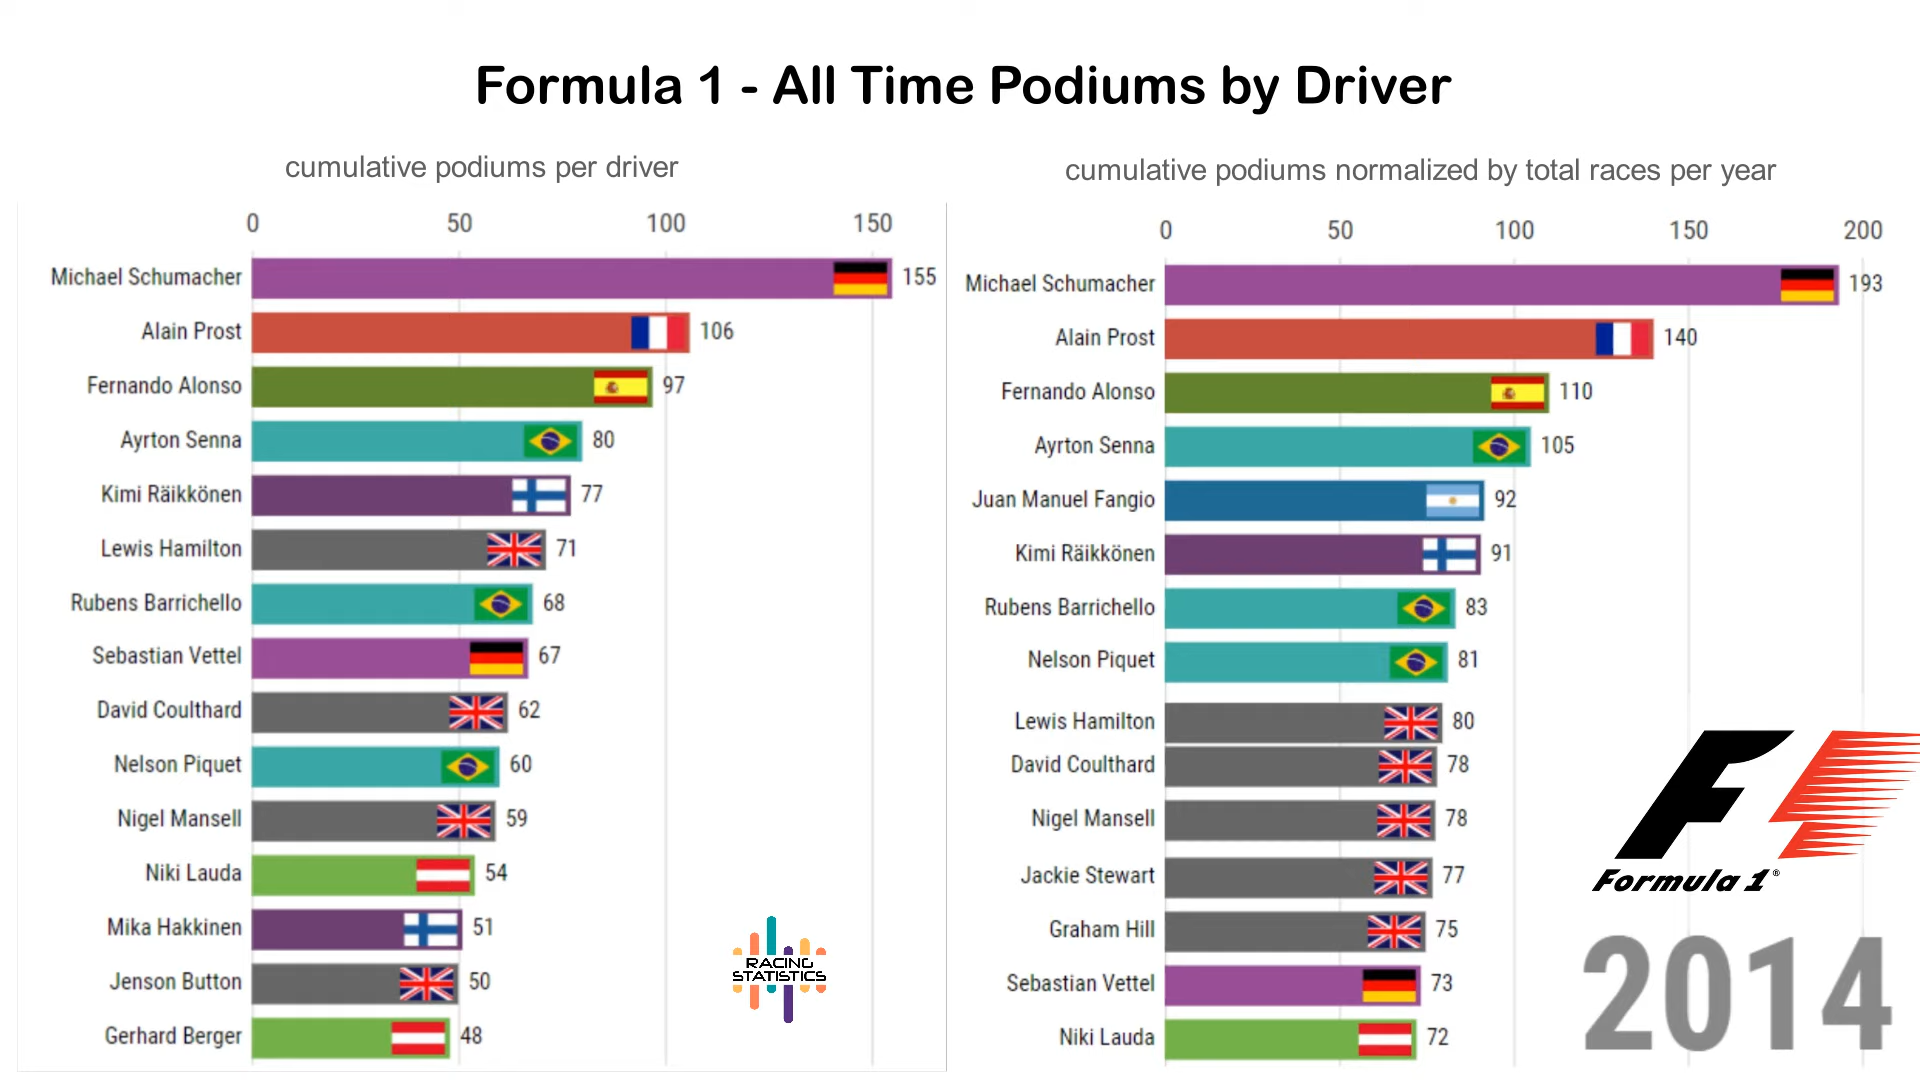 Formula 1 - All Time Podiums by Driver
cumulative podiums per driver
0 50 100 150
Michael Schumacher 155
Alain Prost 106
Fernando Alonso 97
Ayrton Senna 80
Kimi Räikkönen 77
Lewis Hamilton 71
Rubens Barrichello 68
Sebastian Vettel 67
David Coulthard 62
Nelson Piquet 60
Nigel Mansell 59
Niki Lauda 54
Mika Hakkinen 51
Jenson Button 50
Gerhard Berger 48
RACING
STATISTICS
cumulative podiums normalized by total races per year
0 50 100 150 200
Michael Schumacher 193
Alain Prost 140
Fernando Alonso 110
Ayrton Senna 105
Juan Manuel Fangio 92
Kimi Räikkönen 91
Rubens Barrichello 83
Nelson Piquet 81
Lewis Hamilton 80
David Coulthard 78
Nigel Mansell 78
Jackie Stewart 77
Graham Hill 75
Sebastian Vettel 73
Niki Lauda 72
F1
Formula 1®
2014